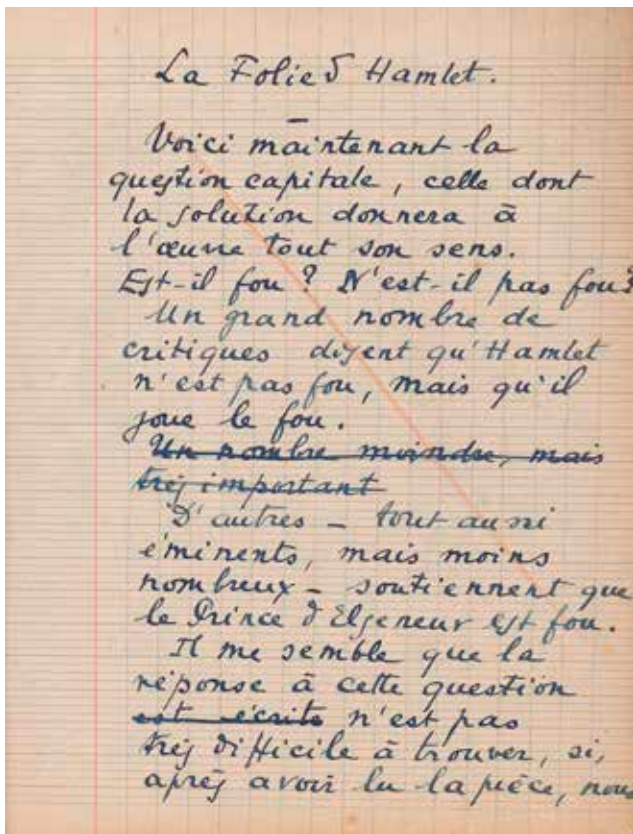 La Folie d'Hamlet.
Voici maintenant la
question capitale, celle dont
la solution donnera à
l'œuvre tout son sens.
Est-il fou ? N'est-il pas fou ?
Un grand nombre de
critiques disent qu'Hamlet
n'est pas fou, mais qu'il
joue le fou.
Un nombre moindre, mais
très important
D'autres – tout aussi
éminents, mais moins
nombreux – soutiennent que
le Prince d'Elseneur est fou.
Il me semble que la
réponse à cette question
est écrite n'est pas
très difficile à trouver, si,
après avoir lu la pièce, nous